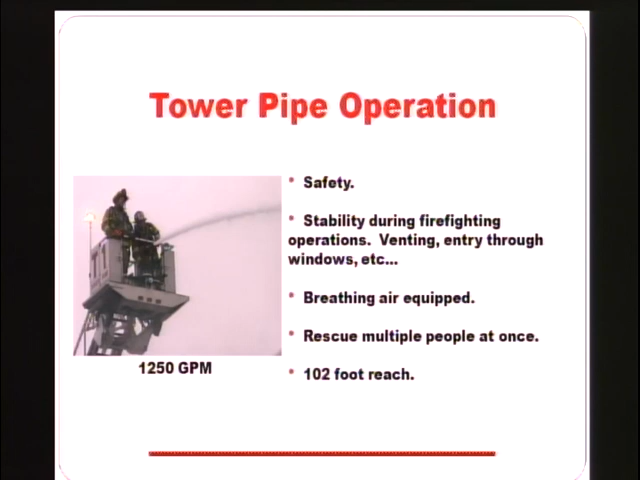 Tower Pipe Operation
• Safety.
• Stability during firefighting
operations. Venting, entry through
windows, etc...
• Breathing air equipped.
• Rescue multiple people at once.
• 102 foot reach.
1250 GPM